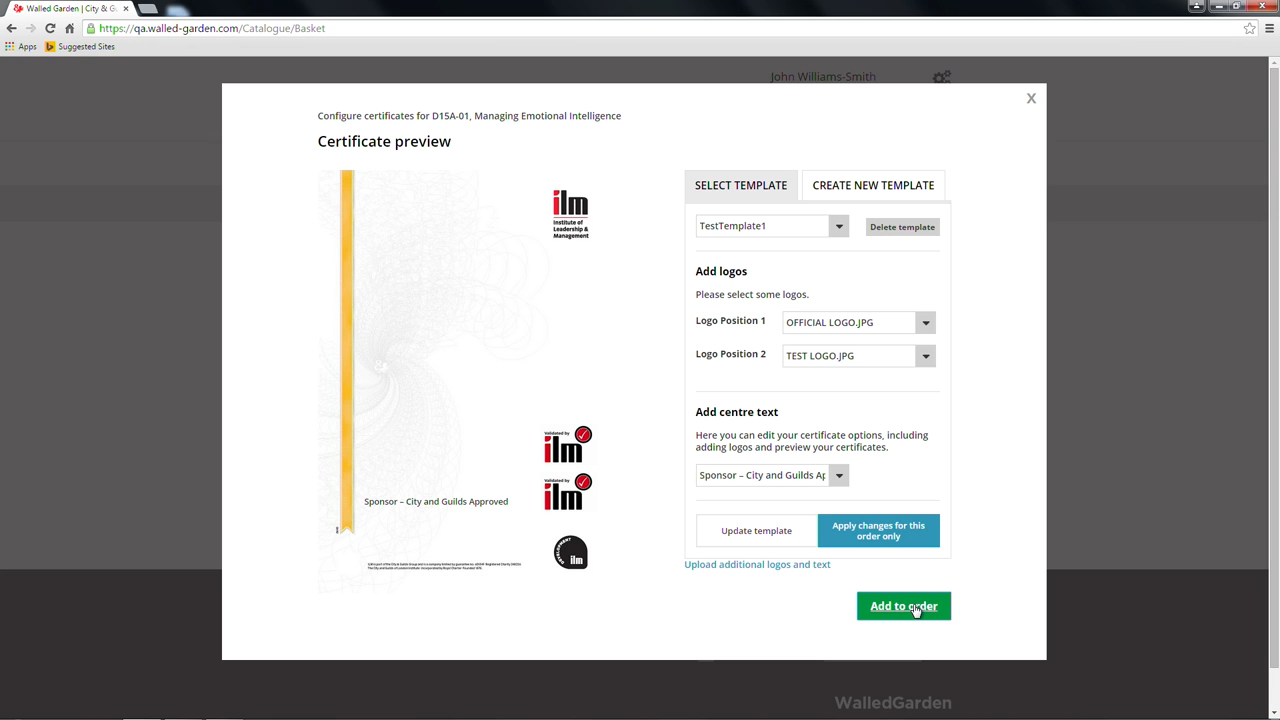 Walled Garden | City & G
https://qa.walled-garden.com/Catalogue/Basket
Apps
Suggested Sites
John Williams-Smith
X
Configure certificates for D15A-01, Managing Emotional Intelligence
Certificate preview
ilm
Institute of
Leadership &
Management
Validated by
ilm
Validated by
ilm
Sponsor – City and Guilds Approved
DEVELOPMENT
ilm
SELECT TEMPLATE
CREATE NEW TEMPLATE
TestTemplate1
Delete template
Add logos
Please select some logos.
Logo Position 1
OFFICIAL LOGO.JPG
Logo Position 2
TEST LOGO.JPG
Add centre text
Here you can edit your certificate options, including
adding logos and preview your certificates.
Sponsor – City and Guilds Ap
Update template
Apply changes for this
order only
Upload additional logos and text
Add to order
WalledGarden